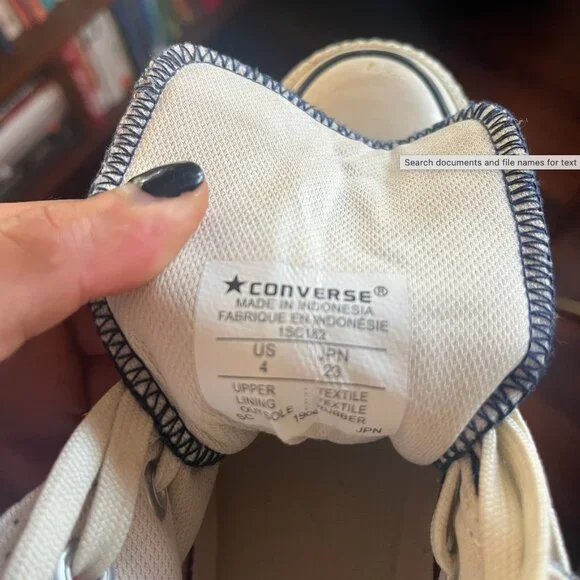 Search documents and file names for text
★CONVERSE®
MADE IN INDONESIA
FABRIQUE EN INDONÉSIE
US JPN
4 23
UPPER TEXTILE
LINING TEXTILE
OUTSOLE RUBBER
SC JPN